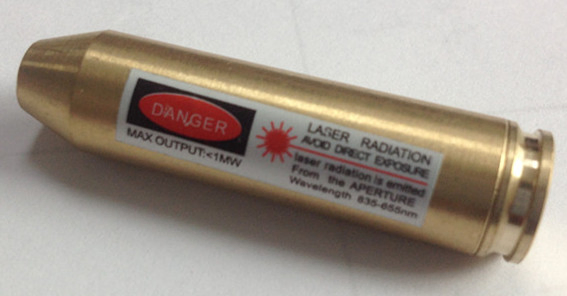 DANGER
MAX.OUTPUT:<1MW
LASER RADIATION
AVOID DIRECT EXPOSURE
laser radiation is emitted
From the APERTURE
Wavelength 635-655nm